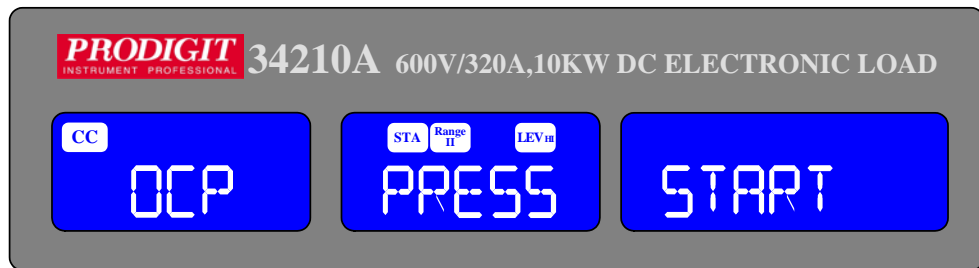 PRODIGIT
INSTRUMENT PROFESSIONAL
34210A 600V/320A,10KW DC ELECTRONIC LOAD
CC
STA Range II LEV HI
OCP PRESS START